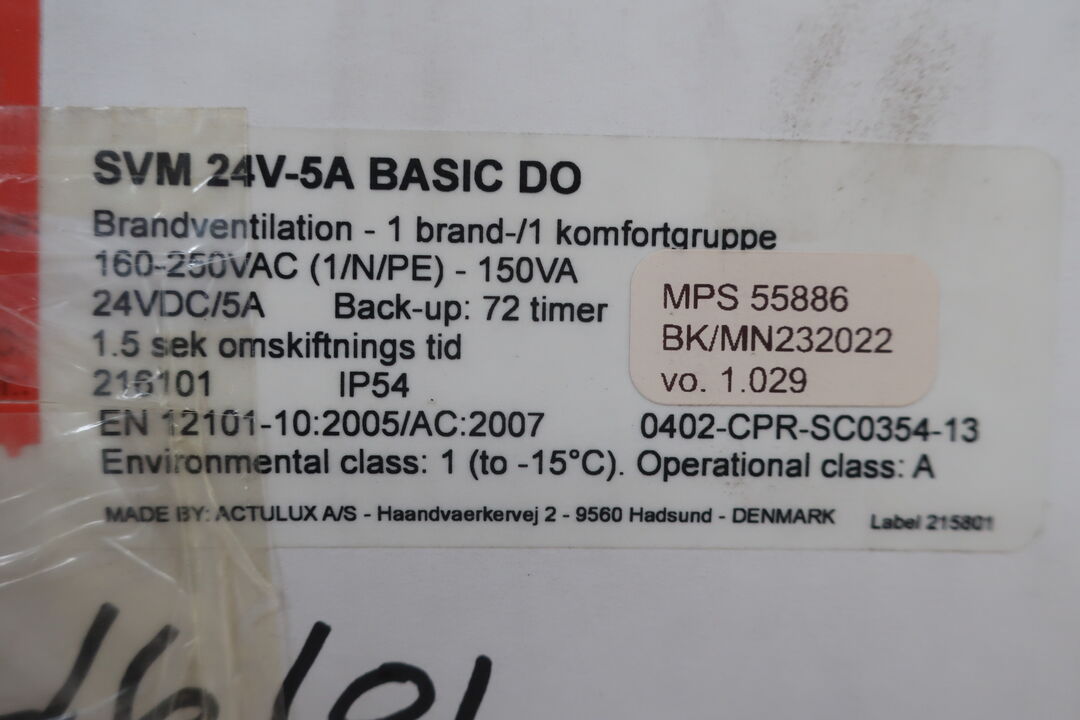 SVM 24V-5A BASIC DO
Brandventilation - 1 brand-/1 komfortgruppe
160-250VAC (1/N/PE) - 150VA
24VDC/5A Back-up: 72 timer
1.5 sek omskiftnings tid
216101 IP54
MPS 55886
BK/MN232022
vo. 1.029
EN 12101-10:2005/AC:2007 0402-CPR-SC0354-13
Environmental class: 1 (to -15°C). Operational class: A
MADE BY: ACTULUX A/S - Haandvaerkervej 2 - 9560 Hadsund - DENMARK Label 215801